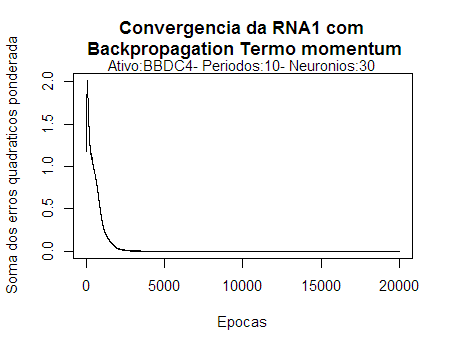 Convergencia da RNA1 com
Backpropagation Termo momentum
Ativo:BBDC4- Periodos:10- Neuronios:30
Soma dos erros quadraticos ponderada
2.0
1.5
1.0
0.5
0.0
0 5000 10000 15000 20000
Epocas